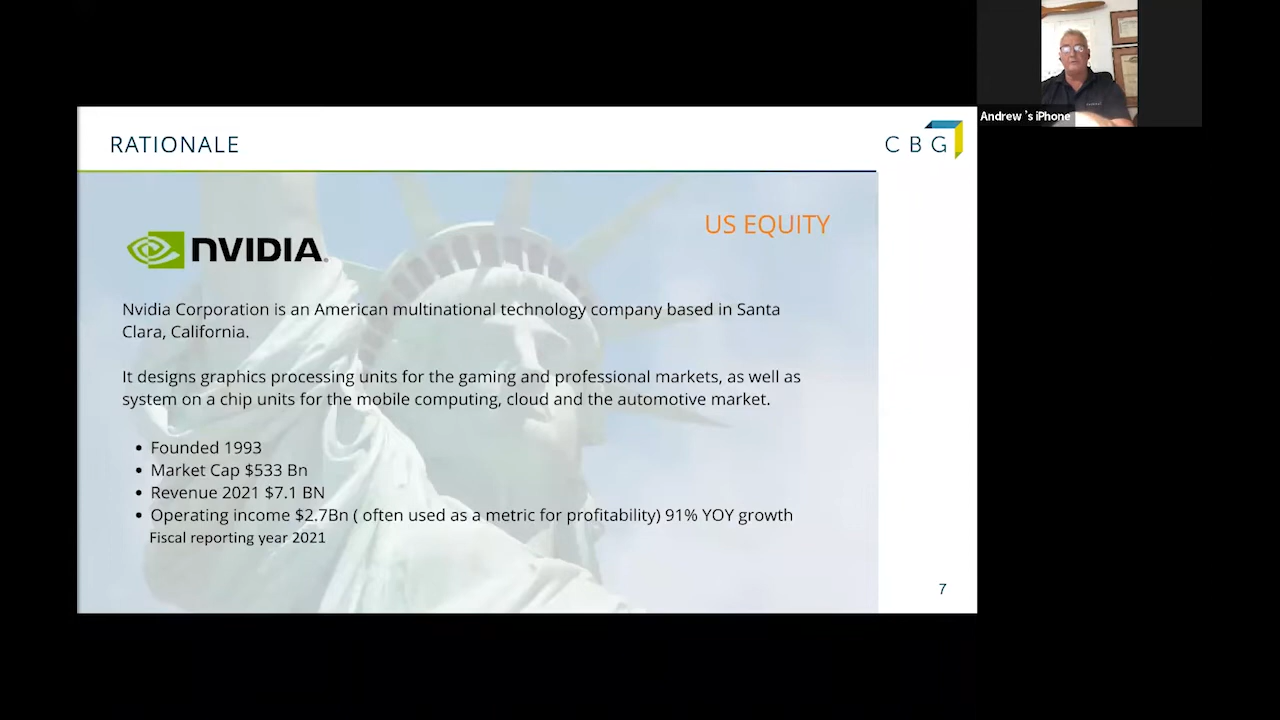 Andrew 's iPhone
RATIONALE
CBG
US EQUITY
NVIDIA
Nvidia Corporation is an American multinational technology company based in Santa
Clara, California.
It designs graphics processing units for the gaming and professional markets, as well as
system on a chip units for the mobile computing, cloud and the automotive market.
• Founded 1993
• Market Cap $533 Bn
• Revenue 2021 $7.1 BN
• Operating income $2.7Bn ( often used as a metric for profitability) 91% YOY growth
Fiscal reporting year 2021
7